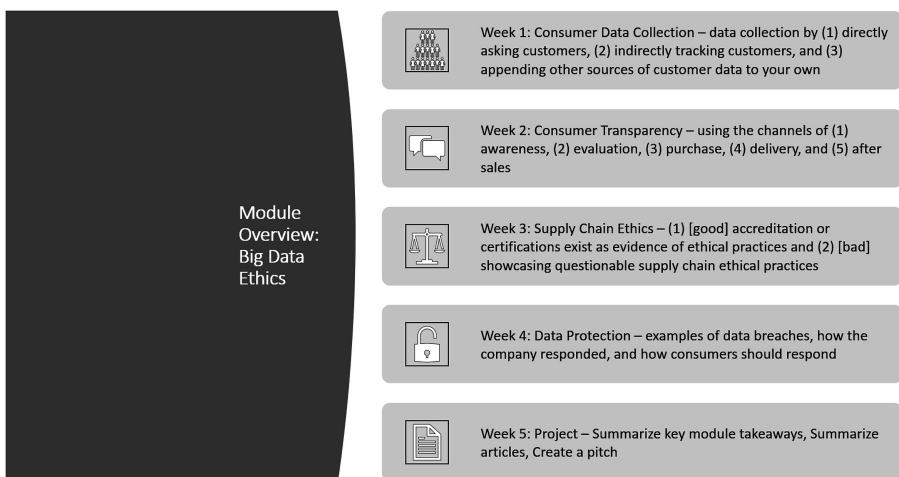 Module
Overview:
Big Data
Ethics
Week 1: Consumer Data Collection – data collection by (1) directly
asking customers, (2) indirectly tracking customers, and (3)
appending other sources of customer data to your own
Week 2: Consumer Transparency – using the channels of (1)
awareness, (2) evaluation, (3) purchase, (4) delivery, and (5) after
sales
Week 3: Supply Chain Ethics – (1) [good] accreditation or
certifications exist as evidence of ethical practices and (2) [bad]
showcasing questionable supply chain ethical practices
Week 4: Data Protection – examples of data breaches, how the
company responded, and how consumers should respond
Week 5: Project – Summarize key module takeaways, Summarize
articles, Create a pitch